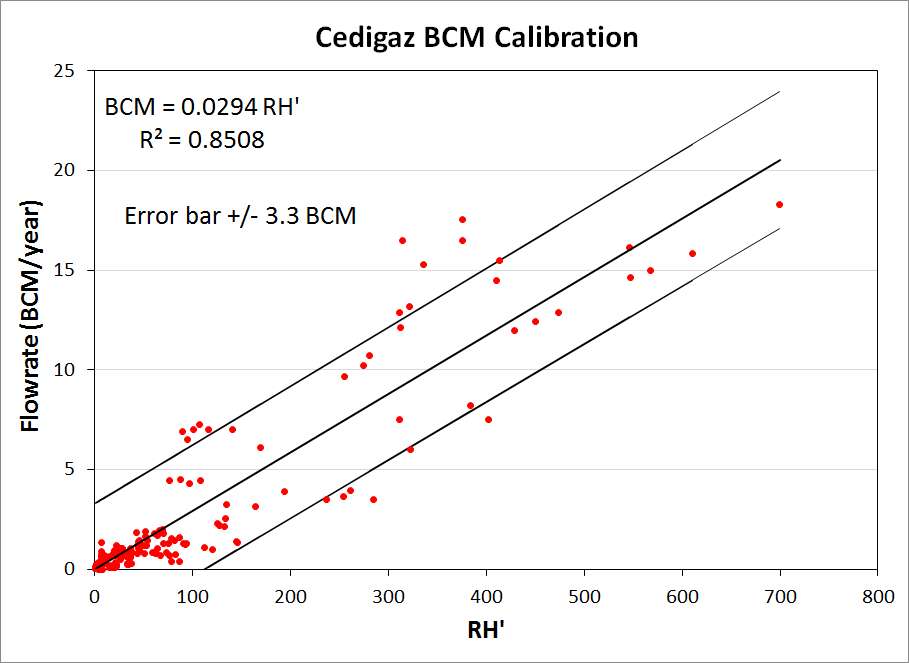 Cedigaz BCM Calibration
25
BCM = 0.0294 RH'
R² = 0.8508
20
Error bar +/- 3.3 BCM
15
10
5
0
Flowrate (BCM/year)
0 100 200 300 400 500 600 700 800
RH'